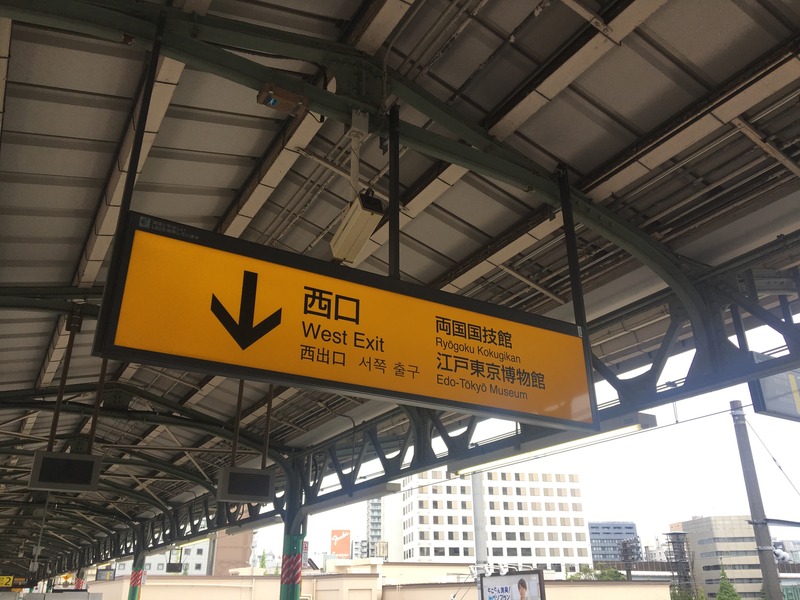 西口
West Exit
西出口 서쪽 출구
両国国技館
Ryōgoku Kokugikan
江戸東京博物館
Edo-Tōkyō Museum
2